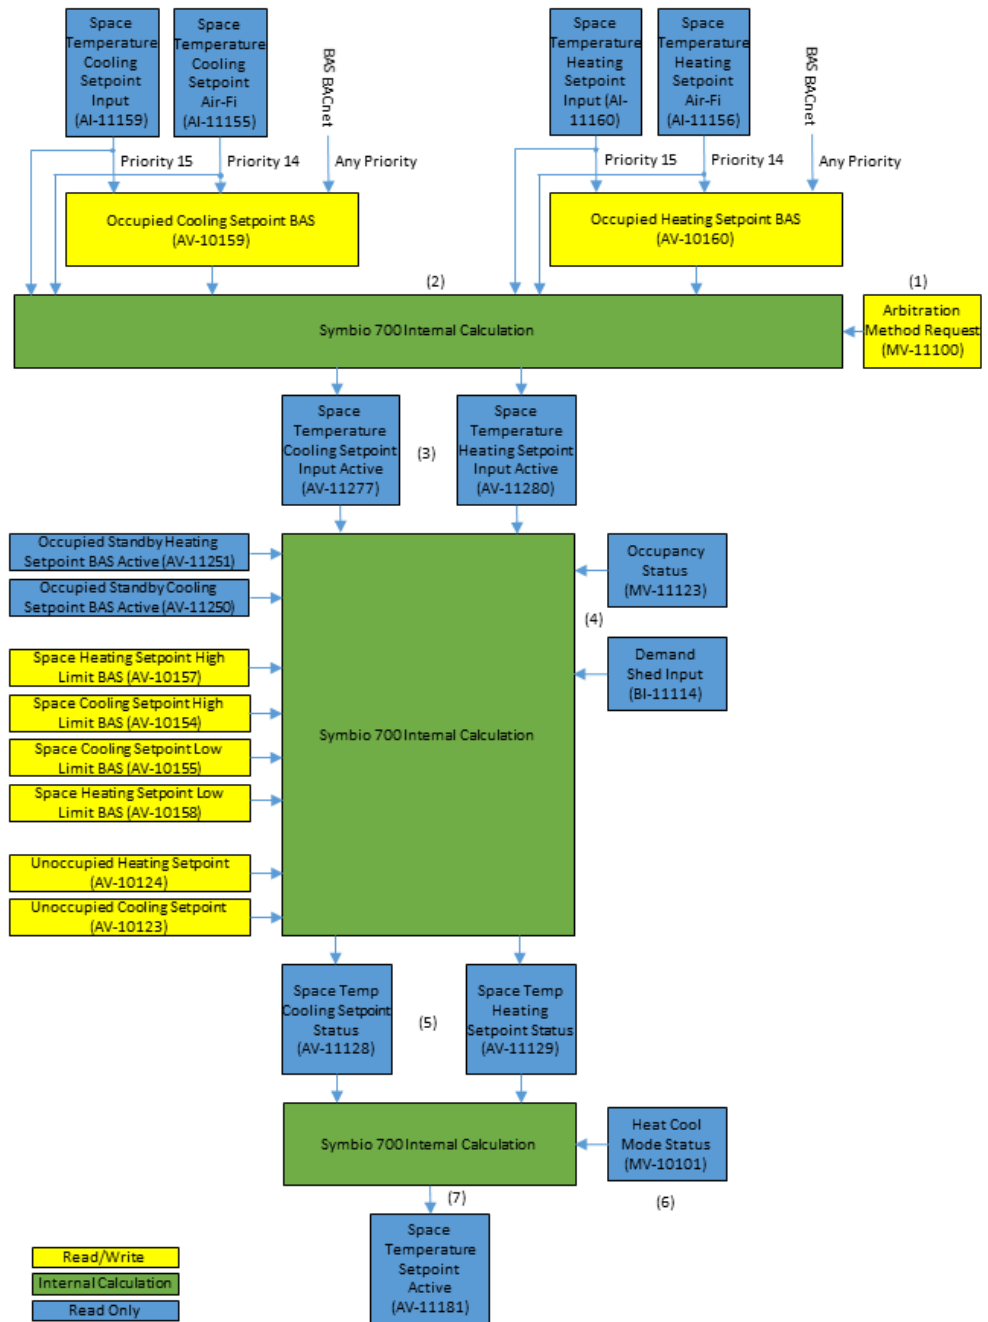 Space
Temperature
Cooling
Setpoint
Input
(AI-11159)
Space
Temperature
Cooling
Setpoint
Air-Fi
(AI-11155)
BAS BACnet
Space
Temperature
Heating
Setpoint
Input (AI-
11160)
Space
Temperature
Heating
Setpoint
Air-Fi
(AI-11156)
BAS BACnet
Priority 15
Priority 14
Any Priority
Priority 15
Priority 14
Any Priority
Occupied Cooling Setpoint BAS
(AV-10159)
Occupied Heating Setpoint BAS
(AV-10160)
(2)
(1)
Symbio 700 Internal Calculation
Arbitration
Method Request
(MV-11100)
Space
Temperature
Cooling Setpoint
Input Active
(AV-11277)
(3)
Space
Temperature
Heating Setpoint
Input Active
(AV-11280)
Occupied Standby Heating
Setpoint BAS Active (AV-11251)
Occupied Standby Cooling
Setpoint BAS Active (AV-11250)
Space Heating Setpoint High
Limit BAS (AV-10157)
Space Cooling Setpoint High
Limit BAS (AV-10154)
Space Cooling Setpoint Low
Limit BAS (AV-10155)
Space Heating Setpoint Low
Limit BAS (AV-10158)
Unoccupied Heating Setpoint
(AV-10124)
Unoccupied Cooling Setpoint
(AV-10123)
Symbio 700 Internal Calculation
Occupancy
Status
(MV-11123)
(4)
Demand
Shed Input
(BI-11114)
Space Temp
Cooling Setpoint
Status
(AV-11128)
(5)
Space Temp
Heating
Setpoint Status
(AV-11129)
Symbio 700 Internal Calculation
Heat Cool
Mode Status
(MV-10101)
(6)
(7)
Space
Temperature
Setpoint
Active
(AV-11181)
Read/Write
Internal Calculation
Read Only